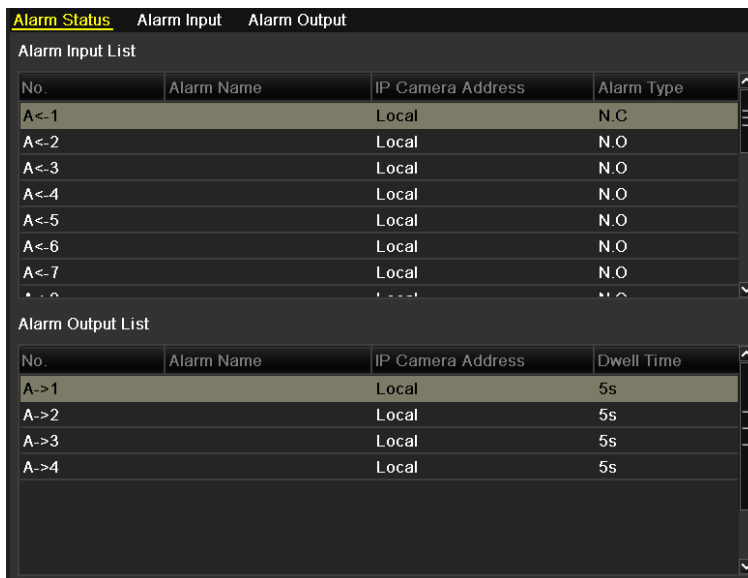 Alarm Status Alarm Input Alarm Output
Alarm Input List
No. Alarm Name IP Camera Address Alarm Type
A<-1 Local N.C
A<-2 Local N.O
A<-3 Local N.O
A<-4 Local N.O
A<-5 Local N.O
A<-6 Local N.O
A<-7 Local N.O
Alarm Output List
No. Alarm Name IP Camera Address Dwell Time
A->1 Local 5s
A->2 Local 5s
A->3 Local 5s
A->4 Local 5s